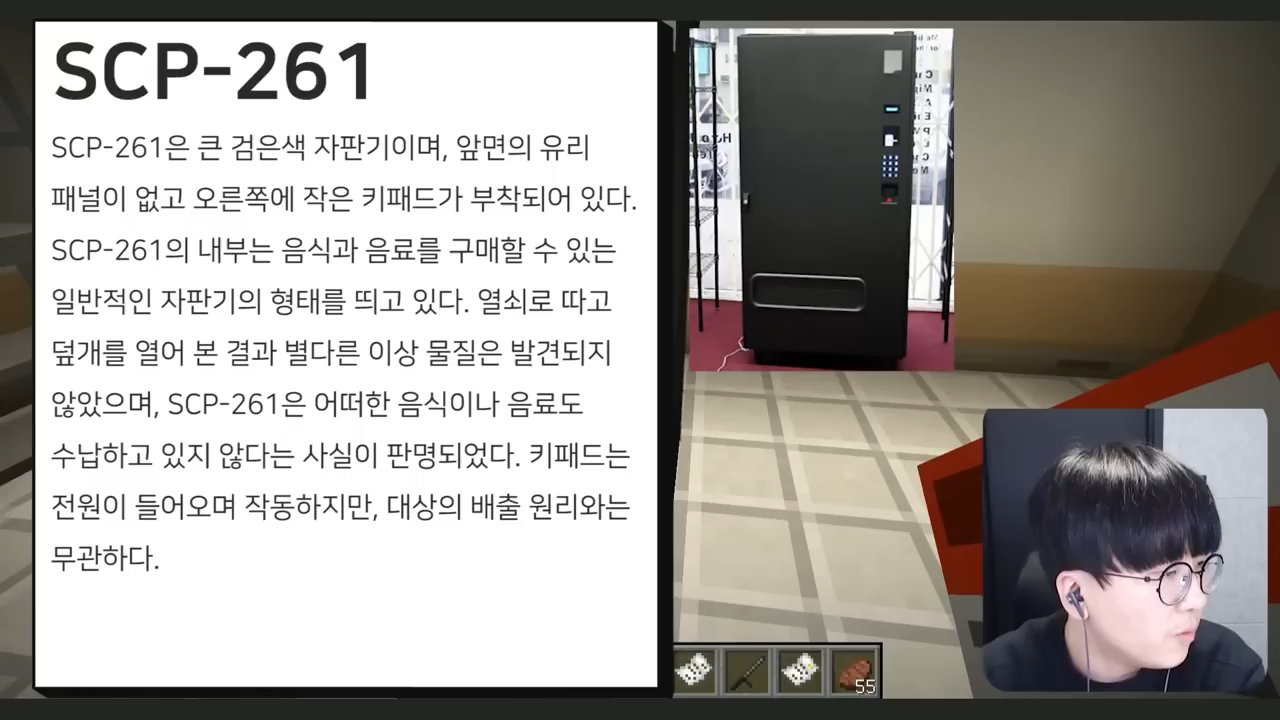 SCP-261
SCP-261은 큰 검은색 자판기이며, 앞면의 유리
패널이 없고 오른쪽에 작은 키패드가 부착되어 있다.
SCP-261의 내부는 음식과 음료를 구매할 수 있는
일반적인 자판기의 형태를 띄고 있다. 열쇠로 따고
덮개를 열어 본 결과 별다른 이상 물질은 발견되지
않았으며, SCP-261은 어떠한 음식이나 음료도
수납하고 있지 않다는 사실이 판명되었다. 키패드는
전원이 들어오며 작동하지만, 대상의 배출 원리와는
무관하다.
55